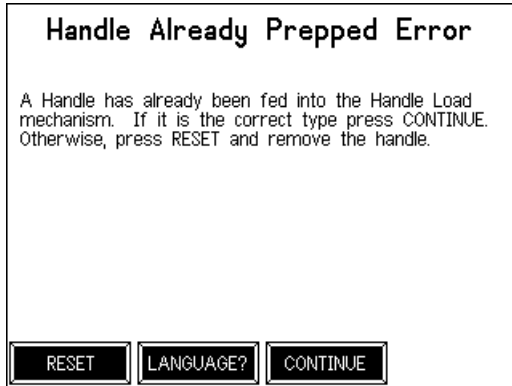 Handle Already Prepped Error
A Handle has already been fed into the Handle Load
mechanism. If it is the correct type press CONTINUE.
Otherwise, press RESET and remove the handle.
RESET LANGUAGE? CONTINUE